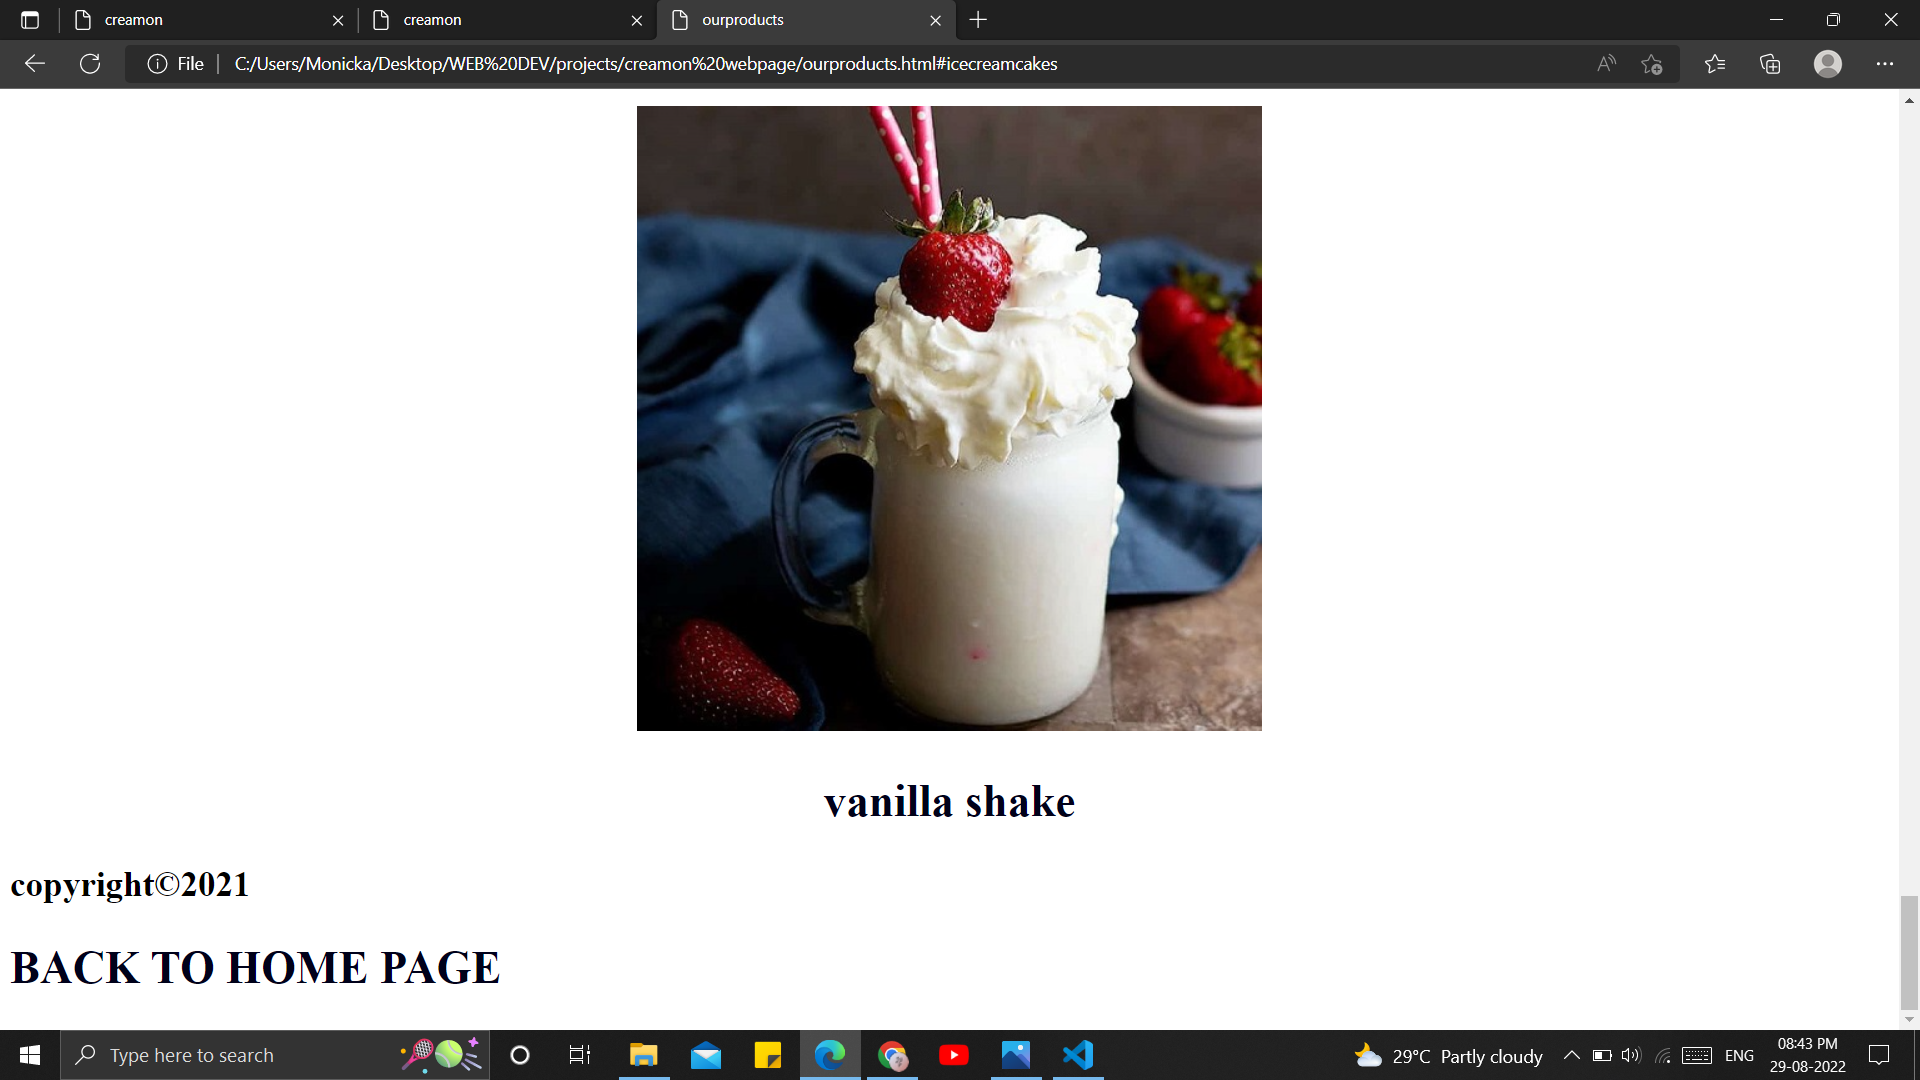 creamon
creamon
ourproducts
File
C:/Users/Monicka/Desktop/WEB%20DEV/projects/creamon%20webpage/ourproducts.html#icecreamcakes
vanilla shake
copyright©2021
BACK TO HOME PAGE
Type here to search
29°C Partly cloudy
ENG
08:43 PM
29-08-2022